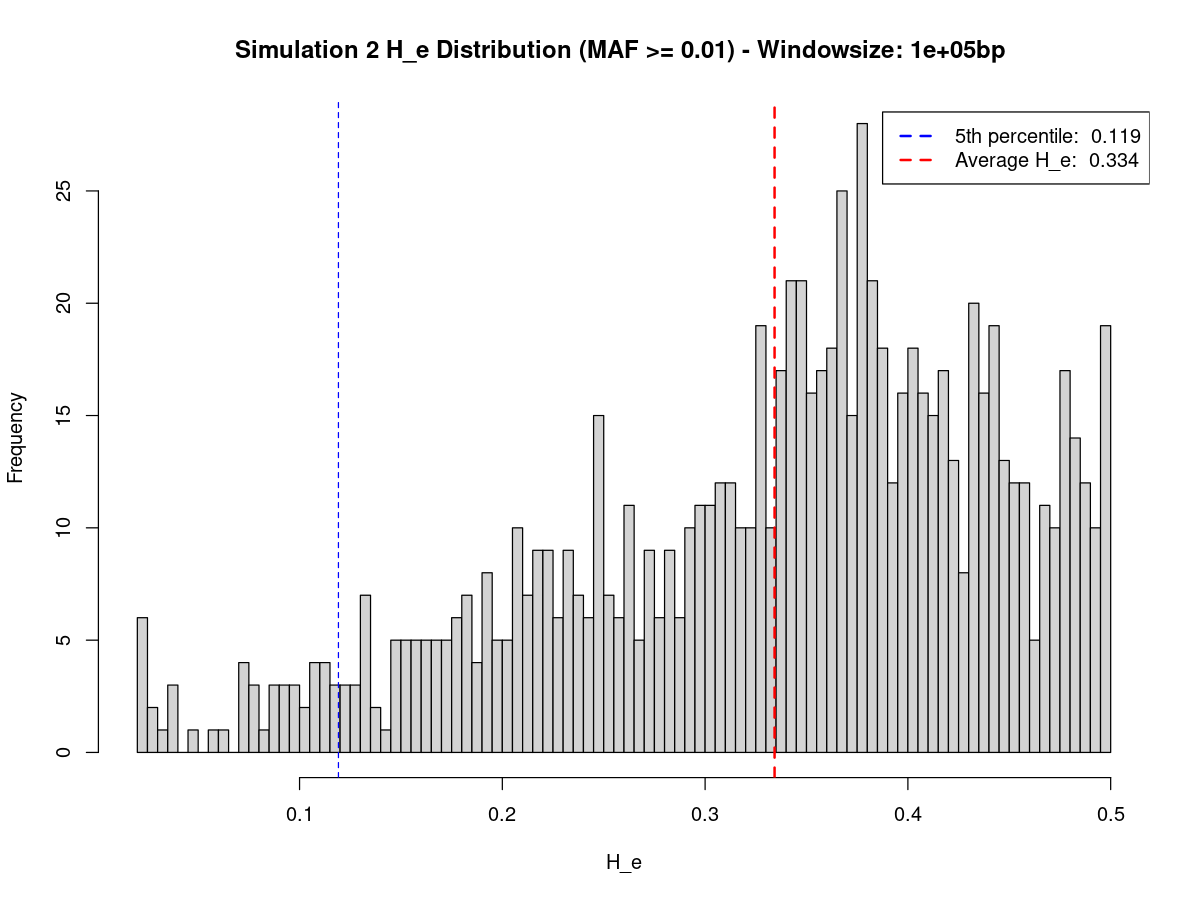 Simulation 2 H_e Distribution (MAF >= 0.01) - Windowsize: 1e+05bp
5th percentile: 0.119
Average H_e: 0.334
Frequency
25
20
15
10
5
0
0.1 0.2 0.3 0.4 0.5
H_e